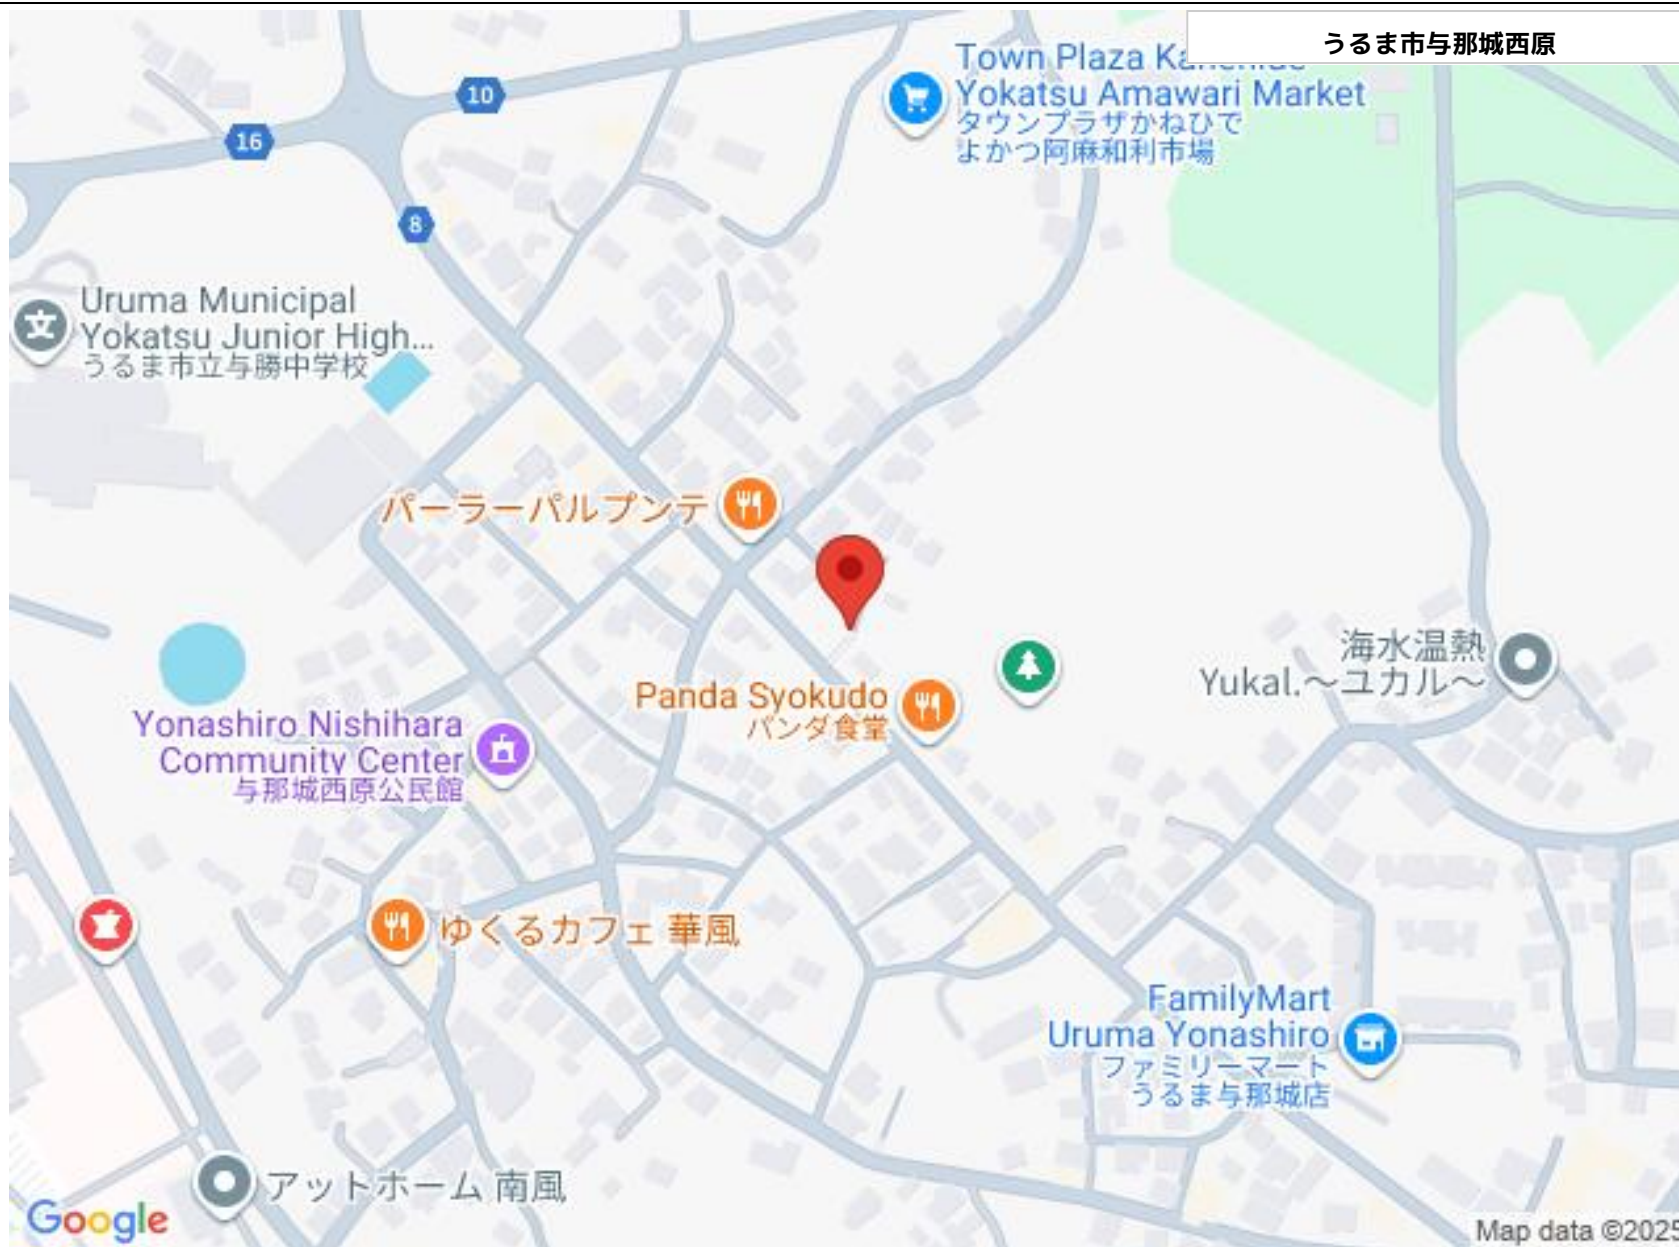 うるま市与那城西原
Town Plaza Ka
Yokatsu Amawari Market
タウンプラザかねひで
よかつ阿麻和利市場
10
16
8
Uruma Municipal
Yokatsu Junior High...
うるま市立与勝中学校
パーラーパルプンテ
海水温熱
Yukal.～ユカル～
Panda Syokudo
パンダ食堂
Yonashiro Nishihara
Community Center
与那城西原公民館
ゆくるカフェ 華風
FamilyMart
Uruma Yonashiro
ファミリーマート
うるま与那城店
アットホーム 南風
Google
Map data ©2025